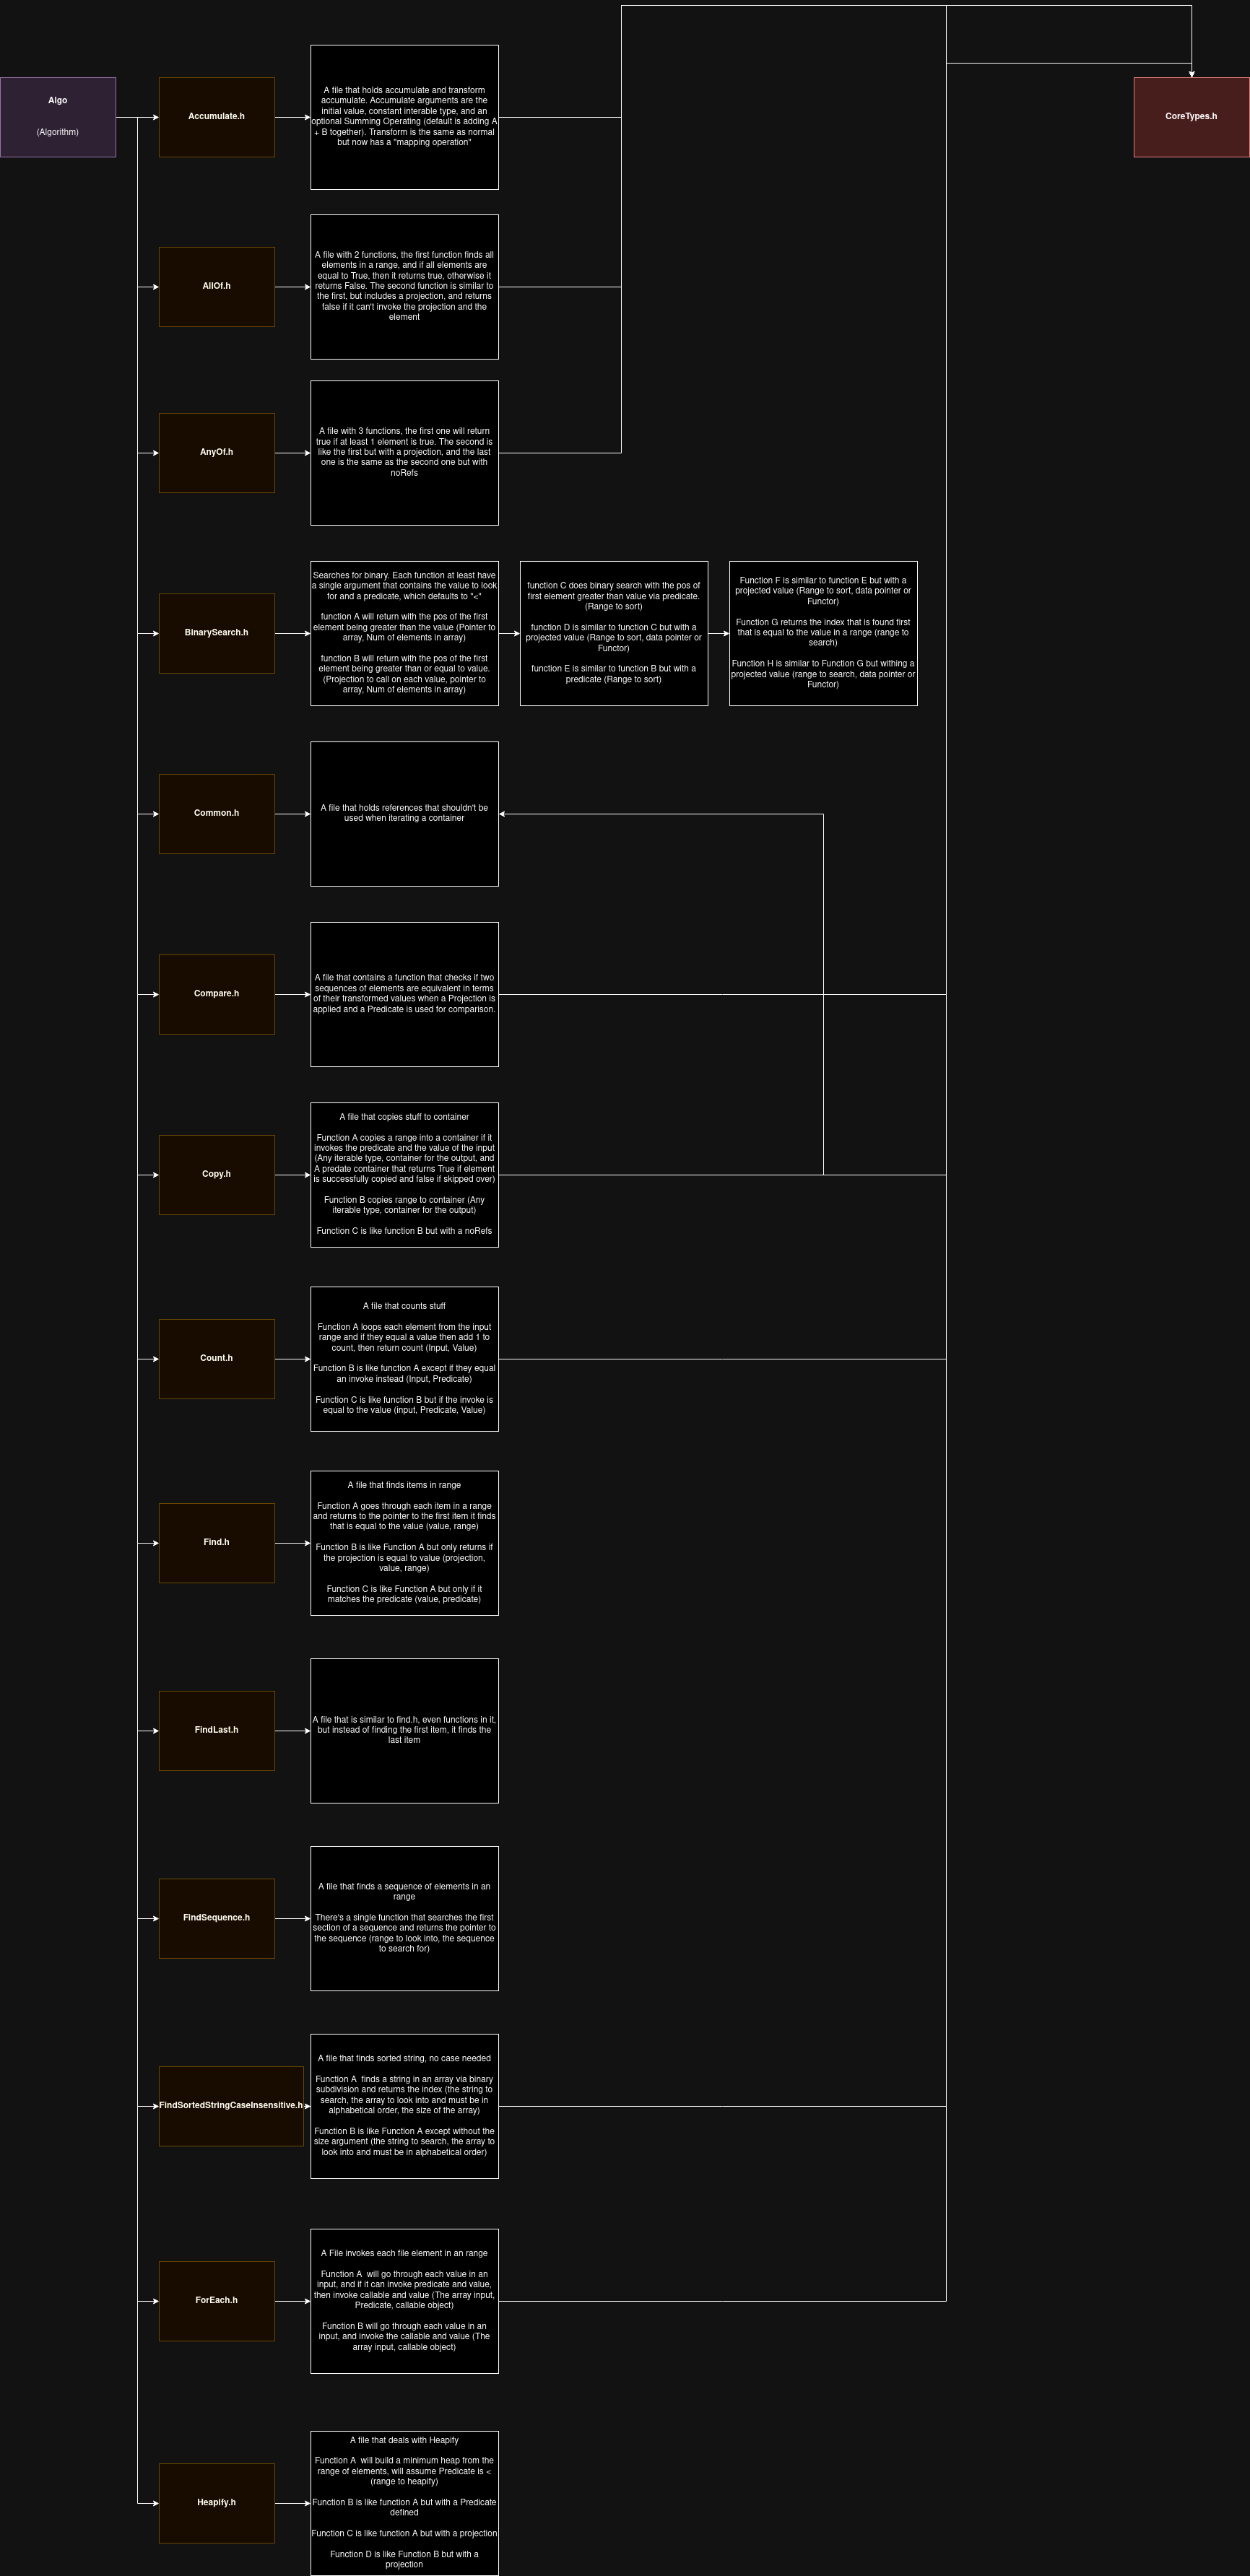 Algo
(Algorithm)
Accumulate.h
A file that holds accumulate and transform
accumulate. Accumulate arguments are the
initial value, constant interable type, and an
optional Summing Operating (default is adding A
+ B together). Transform is the same as normal
but now has a "mapping operation"
CoreTypes.h
AllOf.h
A file with 2 functions, the first function finds all
elements in a range, and if all elements are
equal to True, then it returns true, otherwise it
returns False. The second function is similar to
the first, but includes a projection, and returns
false if it can't invoke the projection and the
element
AnyOf.h
A file with 3 functions, the first one will return
true if at least 1 element is true. The second is
like the first but with a projection, and the last
one is the same as the second one but with
noRefs
BinarySearch.h
Searches for binary. Each function at least have
a single argument that contains the value to look
for and a predicate, which defaults to "<"
function A will return with the pos of the first
element being greater than the value (Pointer to
array, Num of elements in array)
function B will return with the pos of the first
element being greater than or equal to value.
(Projection to call on each value, pointer to
array, Num of elements in array)
function C does binary search with the pos of
first element greater than value via predicate.
(Range to sort)
function D is similar to function C but with a
projected value (Range to sort, data pointer or
Functor)
function E is similar to function B but with a
predicate (Range to sort)
Function F is similar to function E but with a
projected value (Range to sort, data pointer or
Functor)
Function G returns the index that is found first
that is equal to the value in a range (range to
search)
Function H is similar to Function G but withing a
projected value (range to search, data pointer or
Functor)
Common.h
A file that holds references that shouldn't be
used when iterating a container
Compare.h
A file that contains a function that checks if two
sequences of elements are equivalent in terms
of their transformed values when a Projection is
applied and a Predicate is used for comparison.
Copy.h
A file that copies stuff to container
Function A copies a range into a container if it
invokes the predicate and the value of the input
(Any iterable type, container for the output, and
A predate container that returns True if element
is successfully copied and false if skipped over)
Function B copies range to container (Any
iterable type, container for the output)
Function C is like function B but with a noRefs
Count.h
A file that counts stuff
Function A loops each element from the input
range and if they equal a value then add 1 to
count, then return count (Input, Value)
Function B is like function A except if they equal
an invoke instead (Input, Predicate)
Function C is like function B but if the invoke is
equal to the value (input, Predicate, Value)
Find.h
A file that finds items in range
Function A goes through each item in a range
and returns to the pointer to the first item it finds
that is equal to the value (value, range)
Function B is like Function A but only returns if
the projection is equal to value (projection,
value, range)
Function C is like Function A but only if it
matches the predicate (value, predicate)
FindLast.h
A file that is similar to find.h, even functions in it,
but instead of finding the first item, it finds the
last item
FindSequence.h
A file that finds a sequence of elements in an
range
There's a single function that searches the first
section of a sequence and returns the pointer to
the sequence (range to look into, the sequence
to search for)
FindSortedStringCaseInsensitive.h
A file that finds sorted string, no case needed
Function A  finds a string in an array via binary
subdivision and returns the index (the string to
search, the array to look into and must be in
alphabetical order, the size of the array)
Function B is like Function A except without the
size argument (the string to search, the array to
look into and must be in alphabetical order)
ForEach.h
A File invokes each file element in an range
Function A  will go through each value in an
input, and if it can invoke predicate and value,
then invoke callable and value (The array input,
Predicate, callable object)
Function B will go through each value in an
input, and invoke the callable and value (The
array input, callable object)
Heapify.h
A file that deals with Heapify
Function A  will build a minimum heap from the
range of elements, will assume Predicate is <
(range to heapify)
Function B is like function A but with a Predicate
defined
Function C is like function A but with a projection
Function D is like Function B but with a
projection